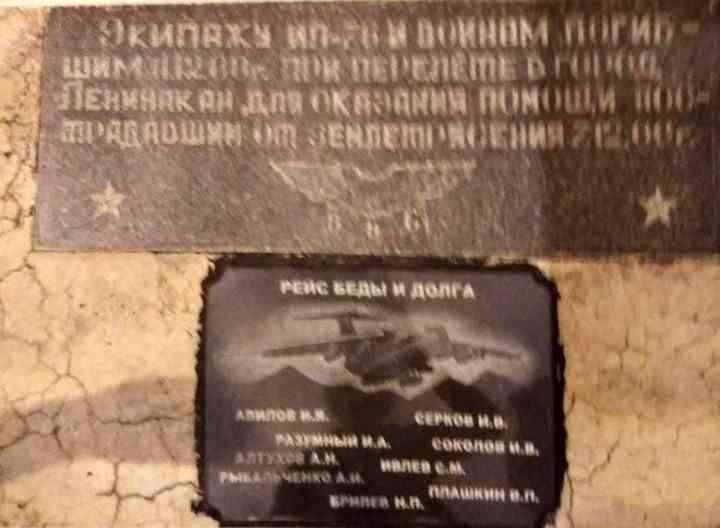 Экипажу ИЛ-76 и воинам погиб-
шим 11.12.88г. при перелёте в город
Ленинакан для оказания помощи пос-
традавшим от землетрясения 7.12.88г.
РЕЙС БЕДЫ И ДОЛГА
АВИЛОВ И.Я.
СЕРКОВ И.В.
РАЗУМНЫЙ И.А.
СОКОЛОВ И.В.
АЛТУХОВ А.Н.
ИВЛЕВ С.М.
РЫБАЛЬЧЕНКО А.И.
ПЛАШКИН В.П.
БРИЛЕВ Н.П.